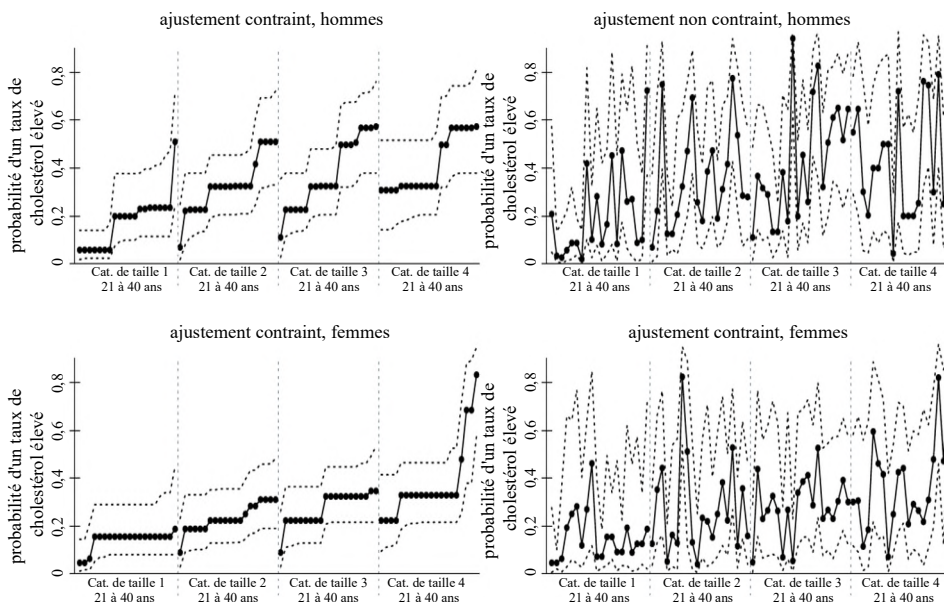 ajustement contraint, hommes
probabilité d'un taux de
cholestérol élevé
0,8
0,6
0,4
0,2
0
Cat. de taille 1
21 à 40 ans
Cat. de taille 2
21 à 40 ans
Cat. de taille 3
21 à 40 ans
Cat. de taille 4
21 à 40 ans
ajustement non contraint, hommes
probabilité d'un taux de
cholestérol élevé
0,8
0,6
0,4
0,2
0
Cat. de taille 1
21 à 40 ans
Cat. de taille 2
21 à 40 ans
Cat. de taille 3
21 à 40 ans
Cat. de taille 4
21 à 40 ans
ajustement contraint, femmes
probabilité d'un taux de
cholestérol élevé
0,8
0,6
0,4
0,2
0
Cat. de taille 1
21 à 40 ans
Cat. de taille 2
21 à 40 ans
Cat. de taille 3
21 à 40 ans
Cat. de taille 4
21 à 40 ans
ajustement contraint, femmes
probabilité d'un taux de
cholestérol élevé
0,8
0,6
0,4
0,2
0
Cat. de taille 1
21 à 40 ans
Cat. de taille 2
21 à 40 ans
Cat. de taille 3
21 à 40 ans
Cat. de taille 4
21 à 40 ans